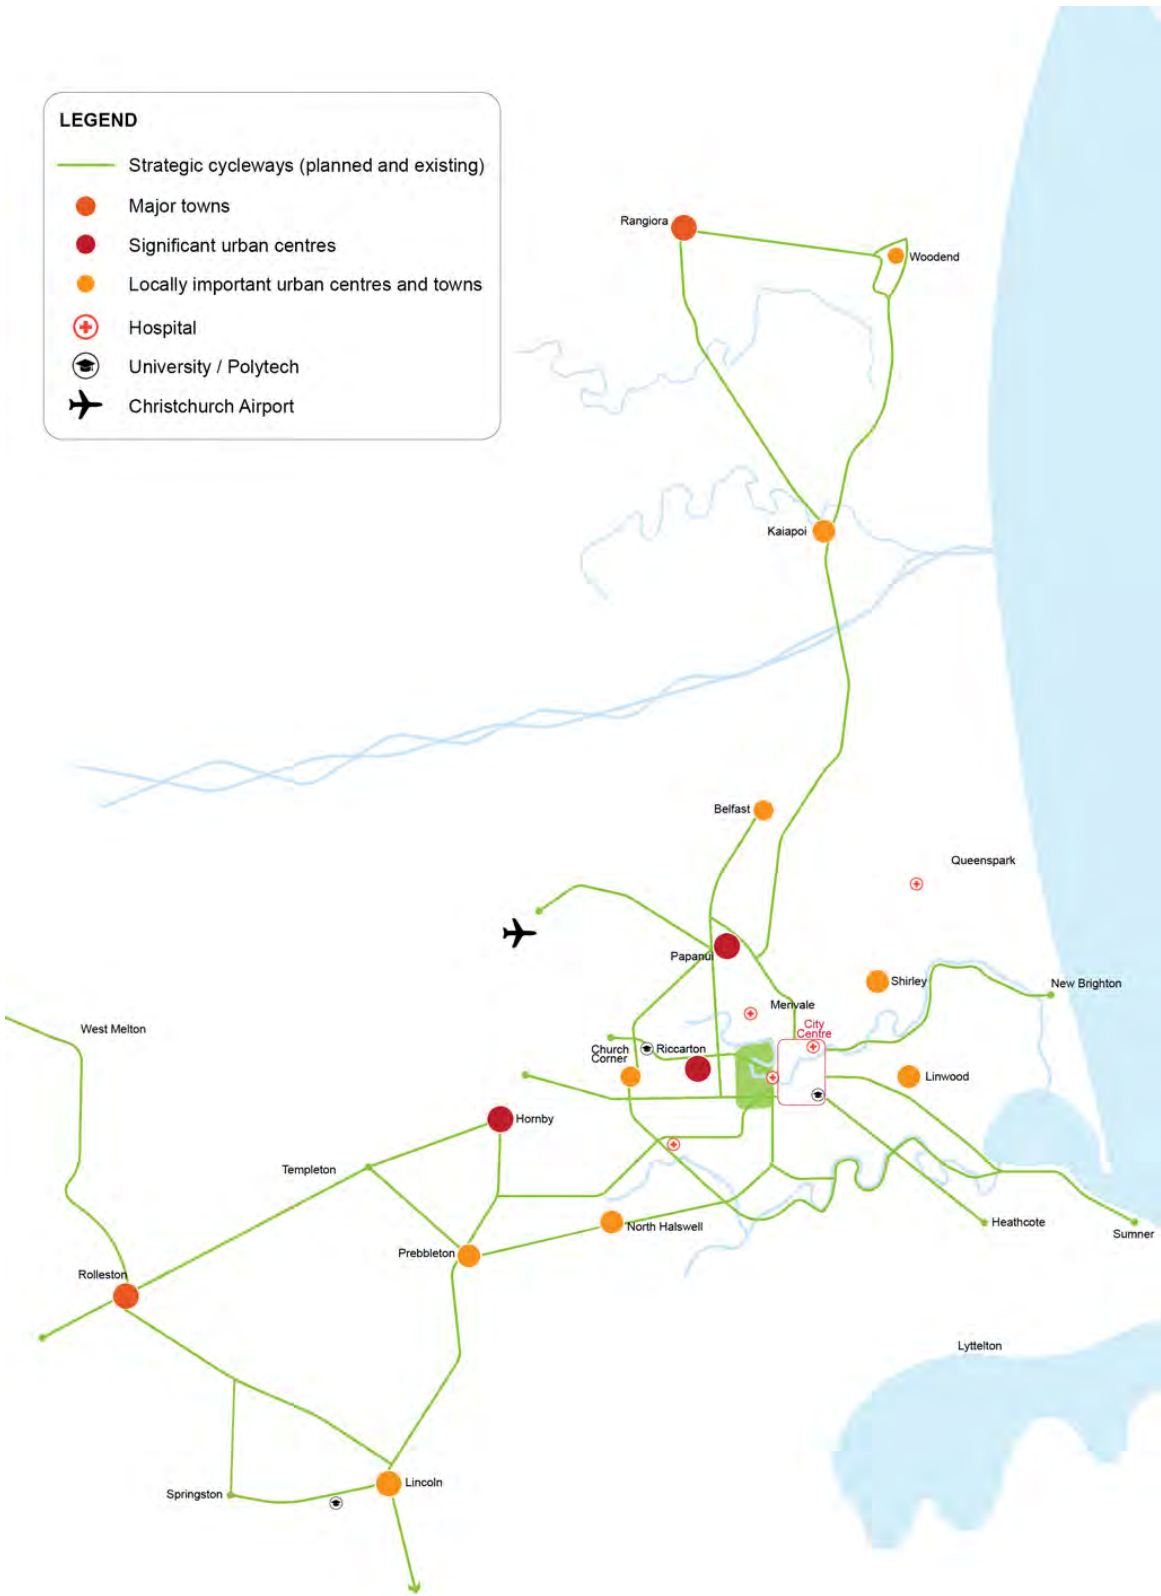 LEGEND
Strategic cycleways (planned and existing)
Major towns
Significant urban centres
Locally important urban centres and towns
Hospital
University / Polytech
Christchurch Airport
Rangiora
Woodend
Kaiapoi
Belfast
Queenspark
Papanui
Shirley
New Brighton
Merivale
West Melton
City
Centre
Church
Corner
Riccarton
Linwood
Hornby
Templeton
North Halswell
Heathcote
Sumner
Prebbleton
Rolleston
Lyttelton
Lincoln
Springston